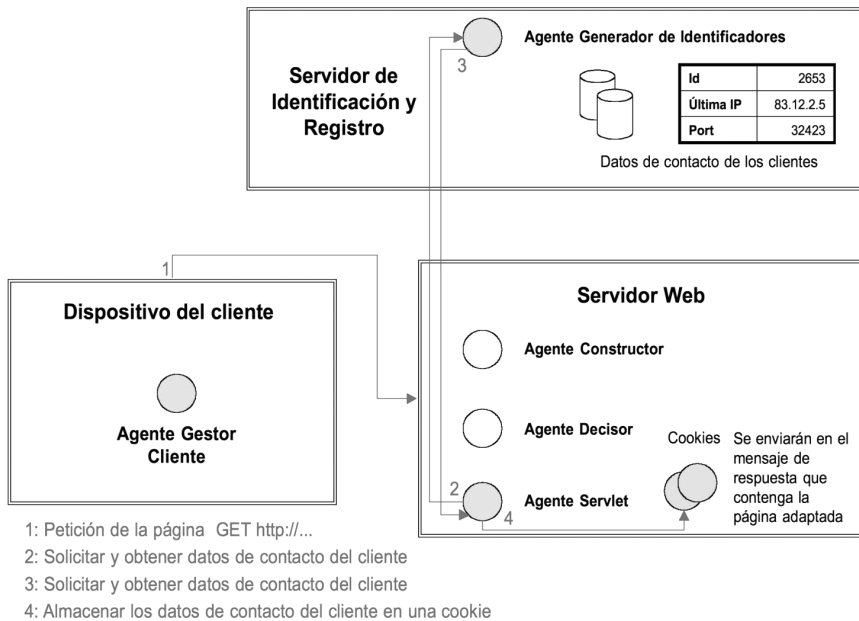 Agente Generador de Identificadores
3
Servidor de
Identificación y
Registro
Id 2653
Última IP 83.12.2.5
Port 32423
Datos de contacto de los clientes
1
Dispositivo del cliente
Agente Gestor
Cliente
Servidor Web
Agente Constructor
Agente Decisor
Cookies
Se enviarán en el
mensaje de
respuesta que
contenga la
página adaptada
2
Agente Servlet
4
1: Petición de la página GET http://...
2: Solicitar y obtener datos de contacto del cliente
3: Solicitar y obtener datos de contacto del cliente
4: Almacenar los datos de contacto del cliente en una cookie